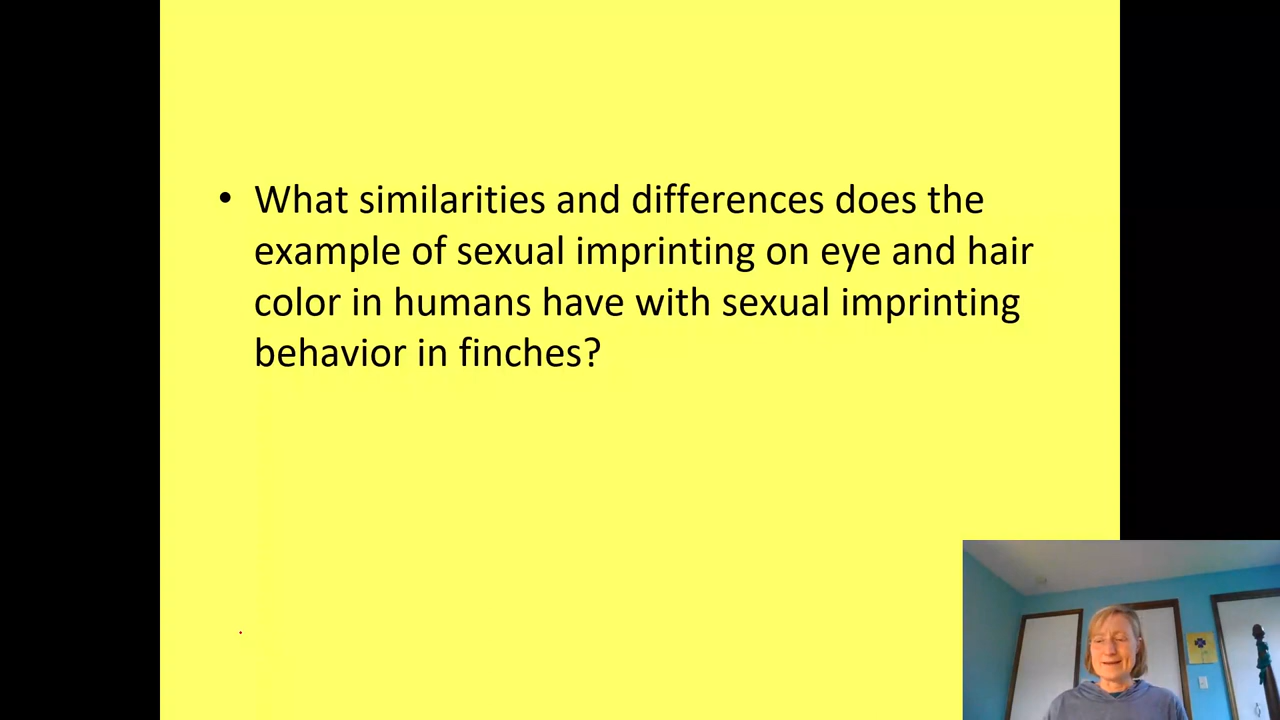 • What similarities and differences does the
example of sexual imprinting on eye and hair
color in humans have with sexual imprinting
behavior in finches?